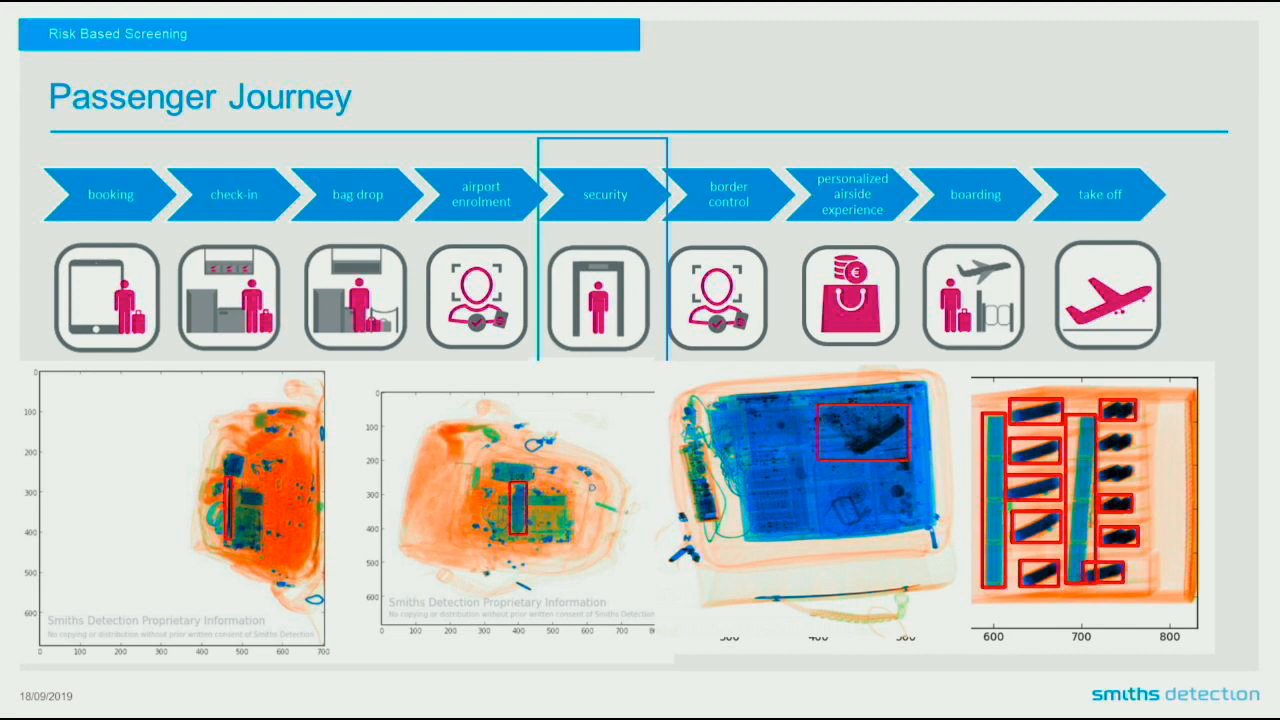 Risk Based Screening
Passenger Journey
booking
check-in
bag drop
airport
enrolment
security
border
control
personalized
airside
experience
boarding
take off
€
0
100
200
300
400
500
600
0
100
200
300
400
500
600
700
Smiths Detection Proprietary Information
No copying or distribution without prior written consent of Smiths Detection
0
100
200
300
400
500
600
0
100
200
300
400
500
600
700
Smiths Detection Proprietary Information
No copying or distribution without prior written consent of Smiths Detection
600
700
800
18/09/2019
smiths detection